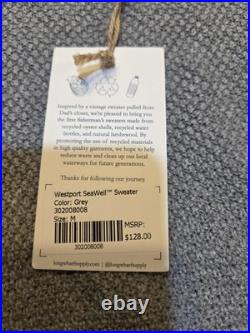 Inspired by a vintage sweater pulled from
Dad's closet, we're pleased to bring you
the first fisherman's sweaters made from
recycled oyster shells, recycled water
bottles, and natural lambswool. By
promoting the use of recycled materials
in high quality garments, we hope to help
reduce waste and clean up our local
waterways for future generations.
Thanks for following our journey.
Westport SeaWell™ Sweater
Color: Grey
302008008
Size: M
MSRP:
$128.00
302008008
longwharfsupply.com
@longwharfsupply